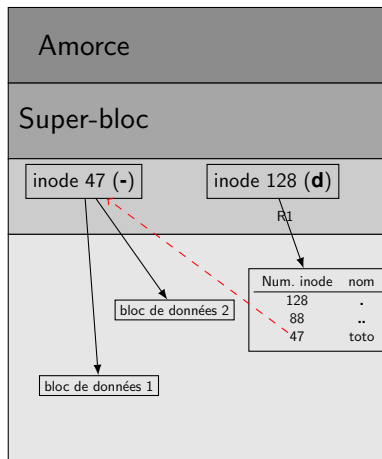 Amorce
Super-bloc
inode 47 (-)
inode 128 (d)
R1
Num. inode nom
128 .
88 ..
47 toto
bloc de données 2
bloc de données 1